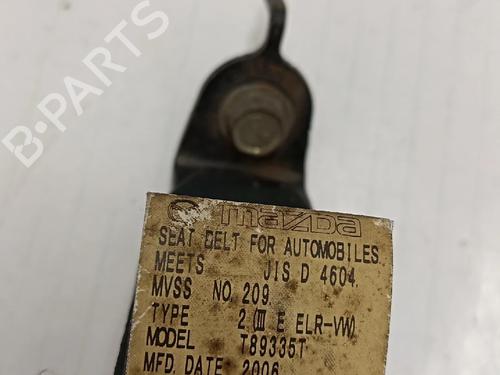 B-PARTS
mazda
SEAT BELT FOR AUTOMOBILES
MEETS JIS D 4604.
MVSS NO. 209.
TYPE 2 (III E ELR-VW)
MODEL T89335T
MFD. DATE 2006